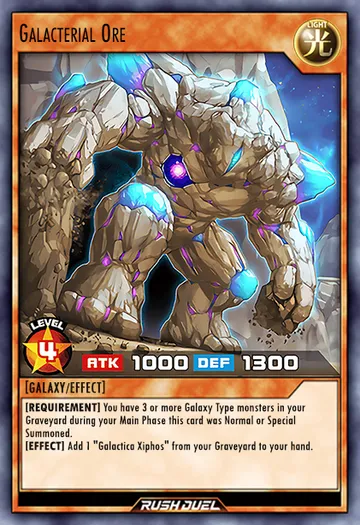 GALACTERIAL ORE
LIGHT
光
LEVEL
4
ATK 1000 DEF 1300
[GALAXY/EFFECT]
[REQUIREMENT] You have 3 or more Galaxy Type monsters in your
Graveyard during your Main Phase this card was Normal or Special
Summoned.
[EFFECT] Add 1 "Galactica Xiphos" from your Graveyard to your hand.
RUSH DUEL